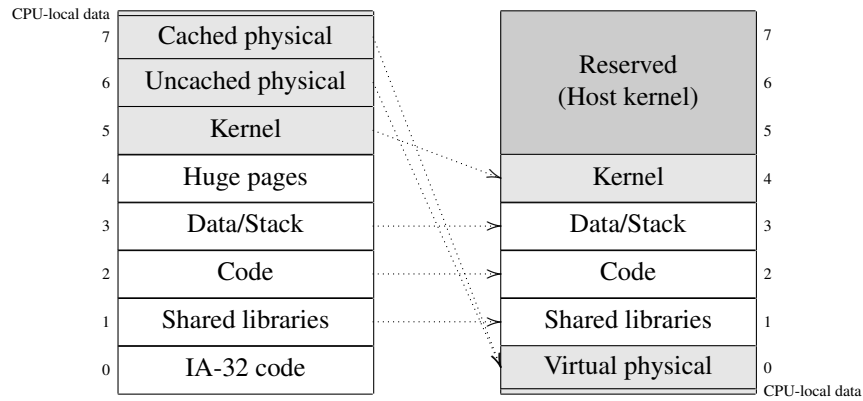 CPU-local data
7
Cached physical
6
Uncached physical
5
Kernel
4
Huge pages
3
Data/Stack
2
Code
1
Shared libraries
0
IA-32 code
Reserved
(Host kernel)
7
6
5
Kernel
4
Data/Stack
3
Code
2
Shared libraries
1
Virtual physical
0
CPU-local data